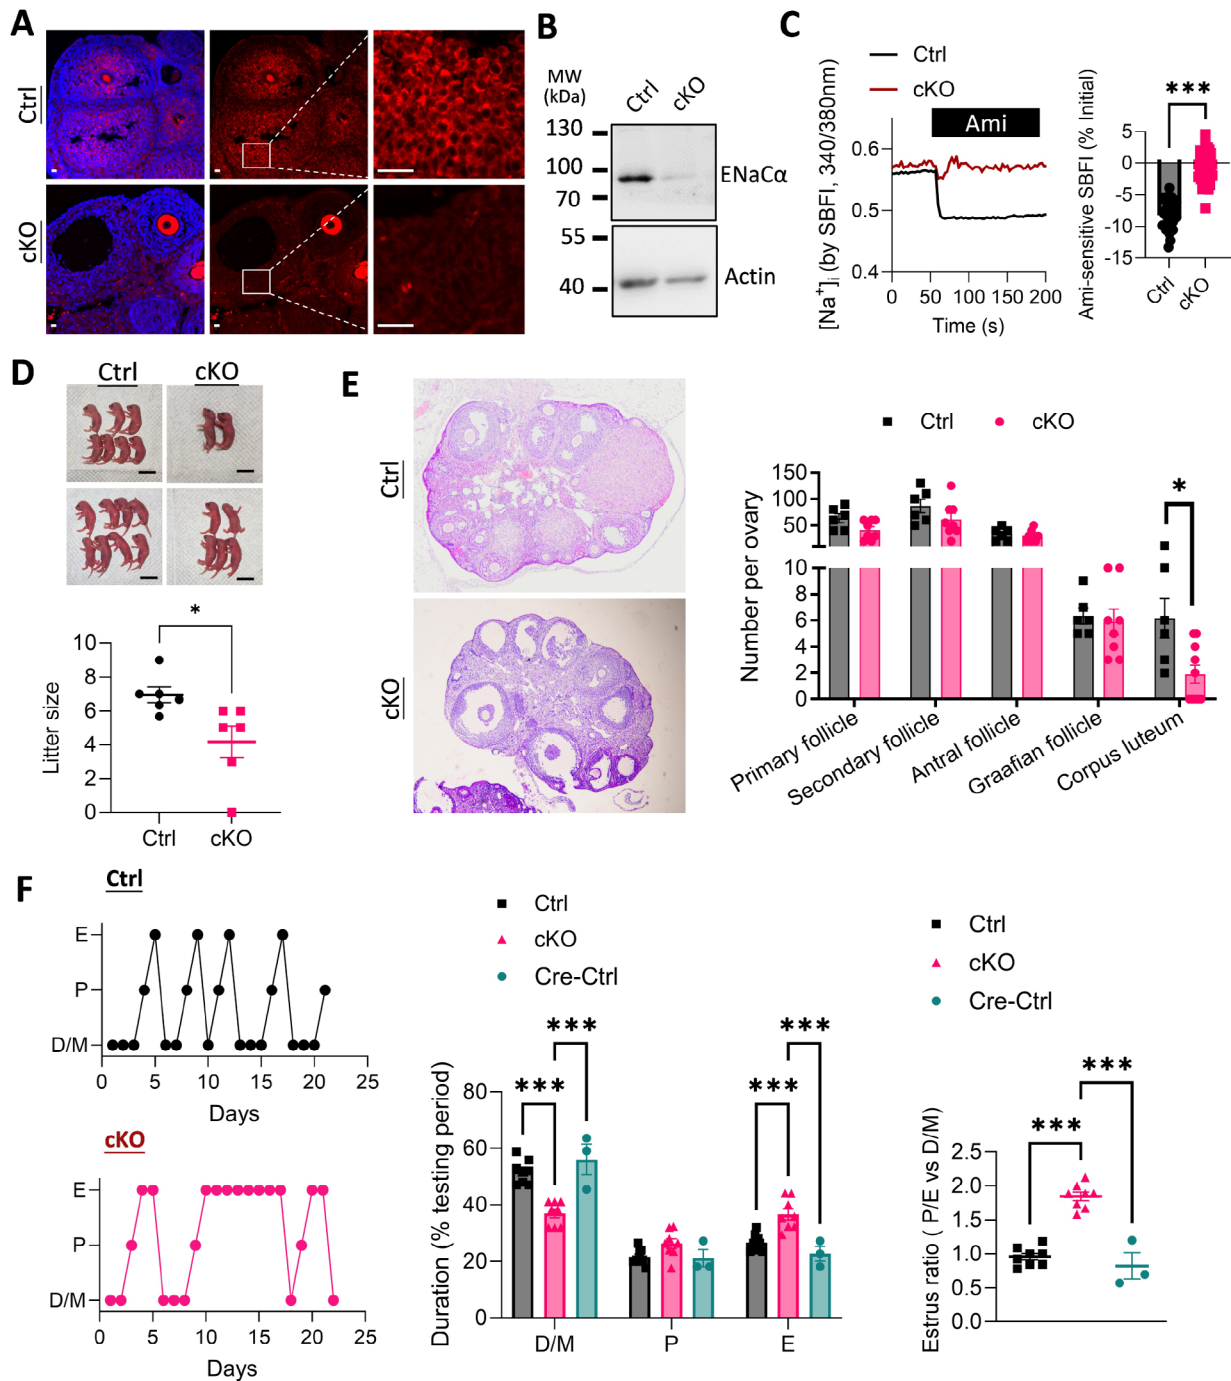 A
Ctrl
cKO
B
MW
(kDa)
Ctrl
cKO
130
100
70
ENaCα
55
40
Actin
C
Ctrl
cKO
Ami
[Na⁺]i (by SBFI, 340/380nm)
0.6
0.5
0.4
0 50 100 150 200
Time (s)
***
Ami-sensitive SBFI (% Initial)
5
0
-5
-10
-15
Ctrl
cKO
D
Ctrl
cKO
*
Litter size
10
8
6
4
2
0
Ctrl
cKO
E
Ctrl
cKO
Ctrl
cKO
Number per ovary
150
100
50
10
8
6
4
2
0
*
Primary follicle
Secondary follicle
Antral follicle
Graafian follicle
Corpus luteum
F
Ctrl
E
P
D/M
0 5 10 15 20 25
Days
cKO
E
P
D/M
0 5 10 15 20 25
Days
Ctrl
cKO
Cre-Ctrl
Duration (% testing period)
80
60
40
20
0
***
***
***
***
D/M
P
E
Ctrl
cKO
Cre-Ctrl
***
***
Estrus ratio ( P/E vs D/M)
2.5
2.0
1.5
1.0
0.5
0.0